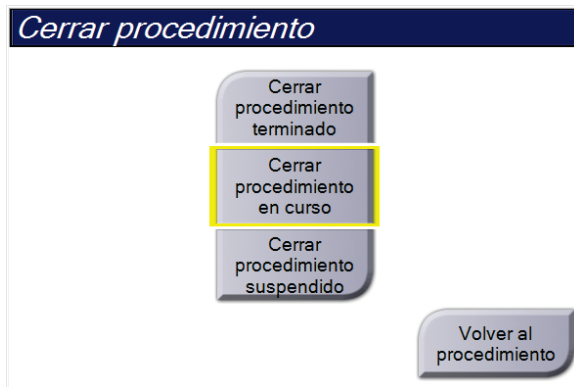 Cerrar procedimiento
Cerrar
procedimiento
terminado
Cerrar
procedimiento
en curso
Cerrar
procedimiento
suspendido
Volver al
procedimiento